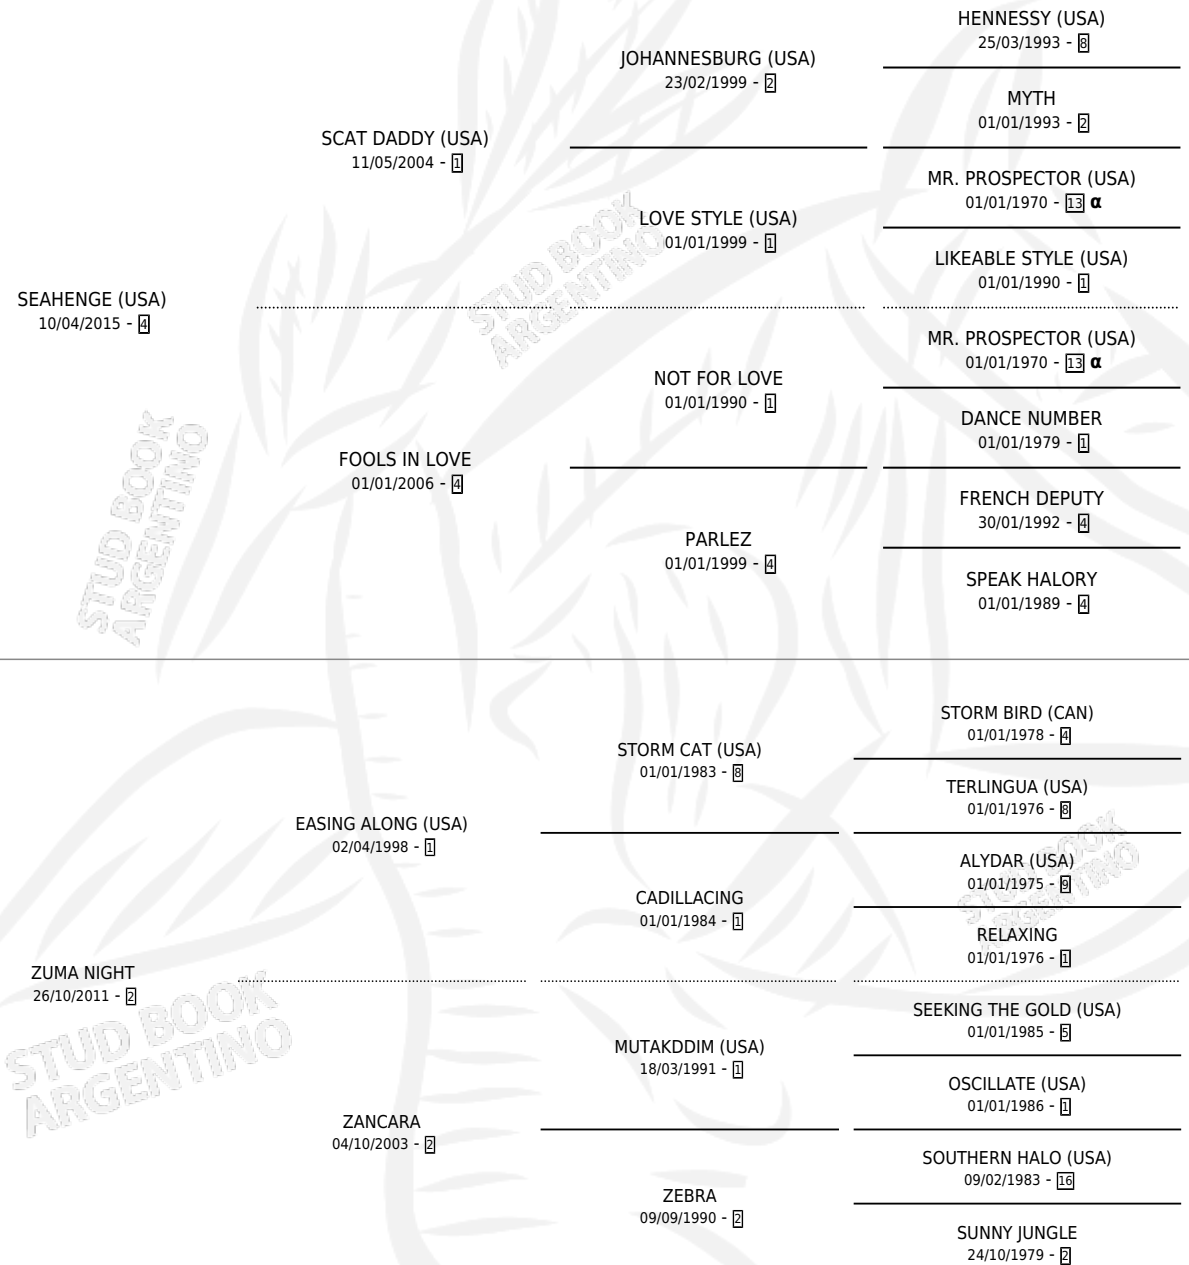 HENNESSY (USA)
25/03/1993 - 8
JOHANNESBURG (USA)
23/02/1999 - 2
MYTH
01/01/1993 - 2
SCAT DADDY (USA)
11/05/2004 - 1
MR. PROSPECTOR (USA)
01/01/1970 - 13 α
LOVE STYLE (USA)
01/01/1999 - 1
LIKEABLE STYLE (USA)
01/01/1990 - 1
SEAHENGE (USA)
10/04/2015 - 4
MR. PROSPECTOR (USA)
01/01/1970 - 13 α
NOT FOR LOVE
01/01/1990 - 1
DANCE NUMBER
01/01/1979 - 1
FOOLS IN LOVE
01/01/2006 - 4
FRENCH DEPUTY
30/01/1992 - 4
PARLEZ
01/01/1999 - 4
SPEAK HALORY
01/01/1989 - 4
STORM BIRD (CAN)
01/01/1978 - 4
STORM CAT (USA)
01/01/1983 - 8
TERLINGUA (USA)
01/01/1976 - 8
EASING ALONG (USA)
02/04/1998 - 1
ALYDAR (USA)
01/01/1975 - 9
CADILLACING
01/01/1984 - 1
RELAXING
01/01/1976 - 1
ZUMA NIGHT
26/10/2011 - 2
SEEKING THE GOLD (USA)
01/01/1985 - 5
MUTAKDDIM (USA)
18/03/1991 - 1
OSCILLATE (USA)
01/01/1986 - 1
ZANCARA
04/10/2003 - 2
SOUTHERN HALO (USA)
09/02/1983 - 16
ZEBRA
09/09/1990 - 2
SUNNY JUNGLE
24/10/1979 - 2
STUD BOOK
ARGENTINO
STUD BOOK
ARGENTINO
STUD BOOK
ARGENTINO
STUD BOOK
ARGENTINO